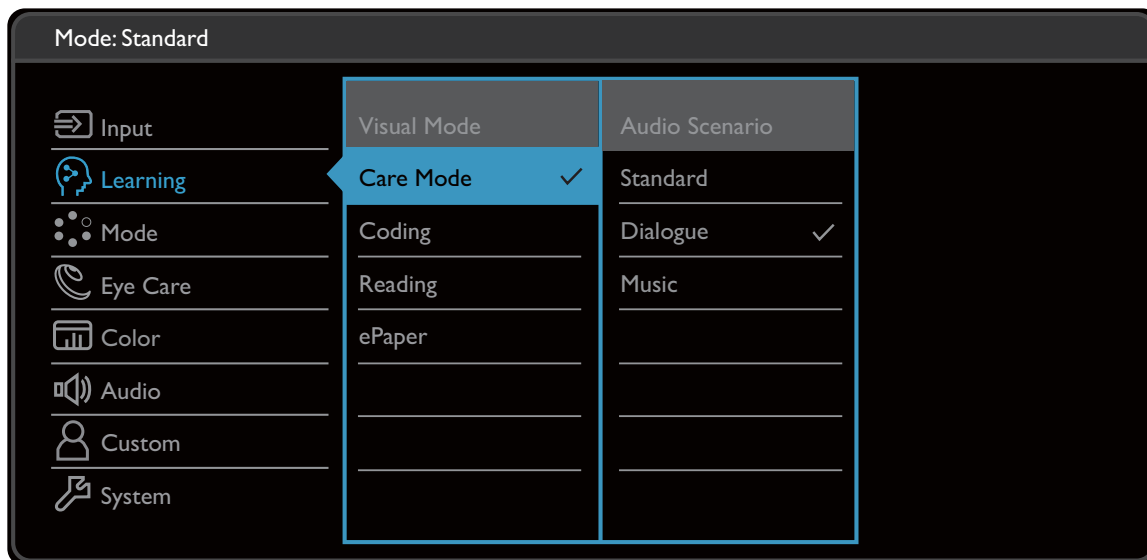 Mode: Standard
Input
Learning
Mode
Eye Care
Color
Audio
Custom
System
Visual Mode
Care Mode
Coding
Reading
ePaper
Audio Scenario
Standard
Dialogue
Music